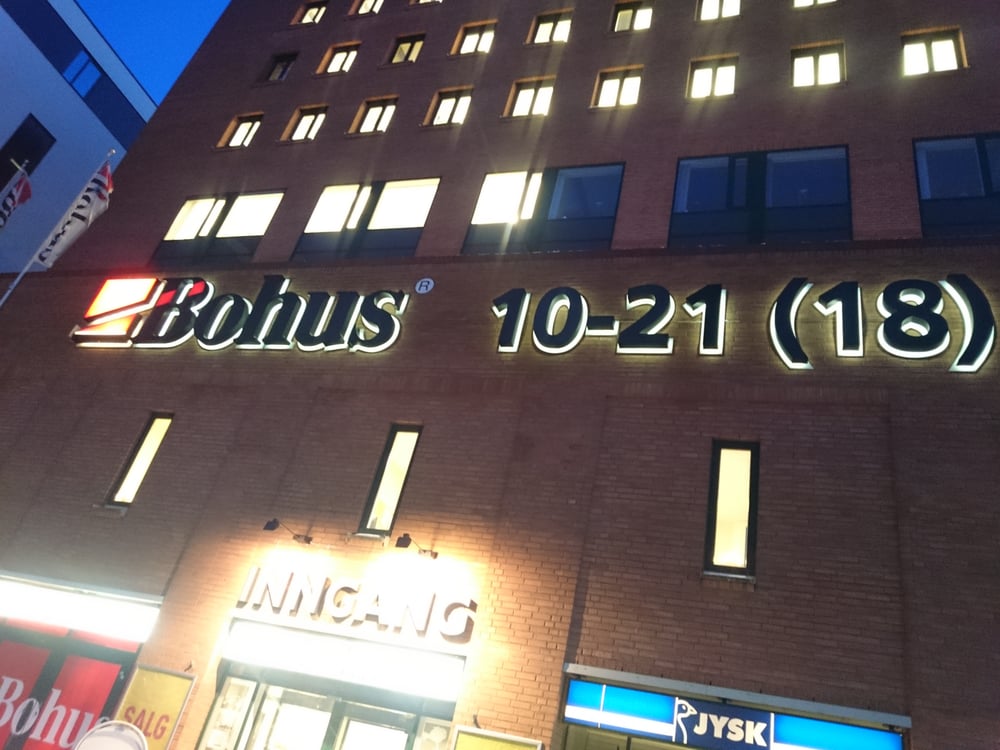 Bohus® 10-21 (18)
INNGANG
Bohus
SALG
JYSK